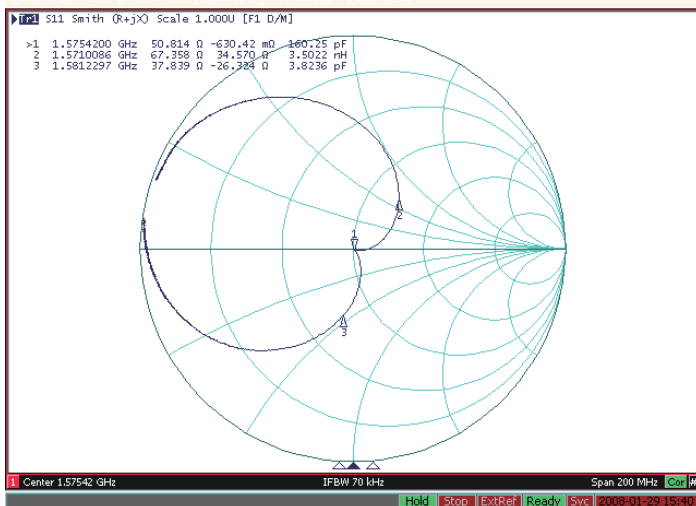 Tr1 S11 Smith (R+jX) Scale 1.000U [F1 D/M]
>1 1.5754200 GHz 50.814 Ω -630.42 mΩ 160.25 pF
2 1.5710086 GHz 67.358 Ω 34.570 Ω 3.5022 nH
3 1.5812297 GHz 37.839 Ω -26.324 Ω 3.8236 pF
1
2
3
1 Center 1.57542 GHz IFBW 70 kHz Span 200 MHz Cor
Hold Stop ExtRef Ready Svc 2008-01-29 15:40